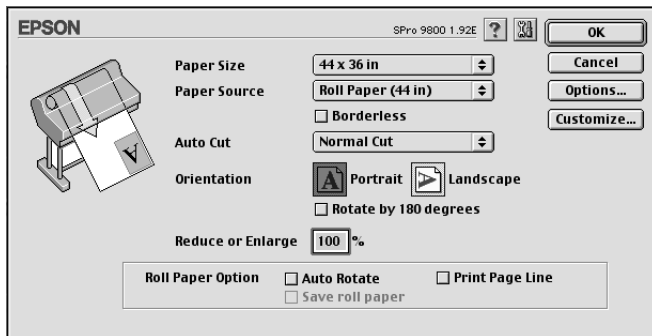 EPSON SPro 9800 1.92E ? OK
Paper Size 44 x 36 in Cancel
Paper Source Roll Paper (44 in) Options...
Borderless Customize...
Auto Cut Normal Cut
Orientation A Portrait A Landscape
Rotate by 180 degrees
Reduce or Enlarge 100 %
Roll Paper Option Auto Rotate Print Page Line
Save roll paper
A